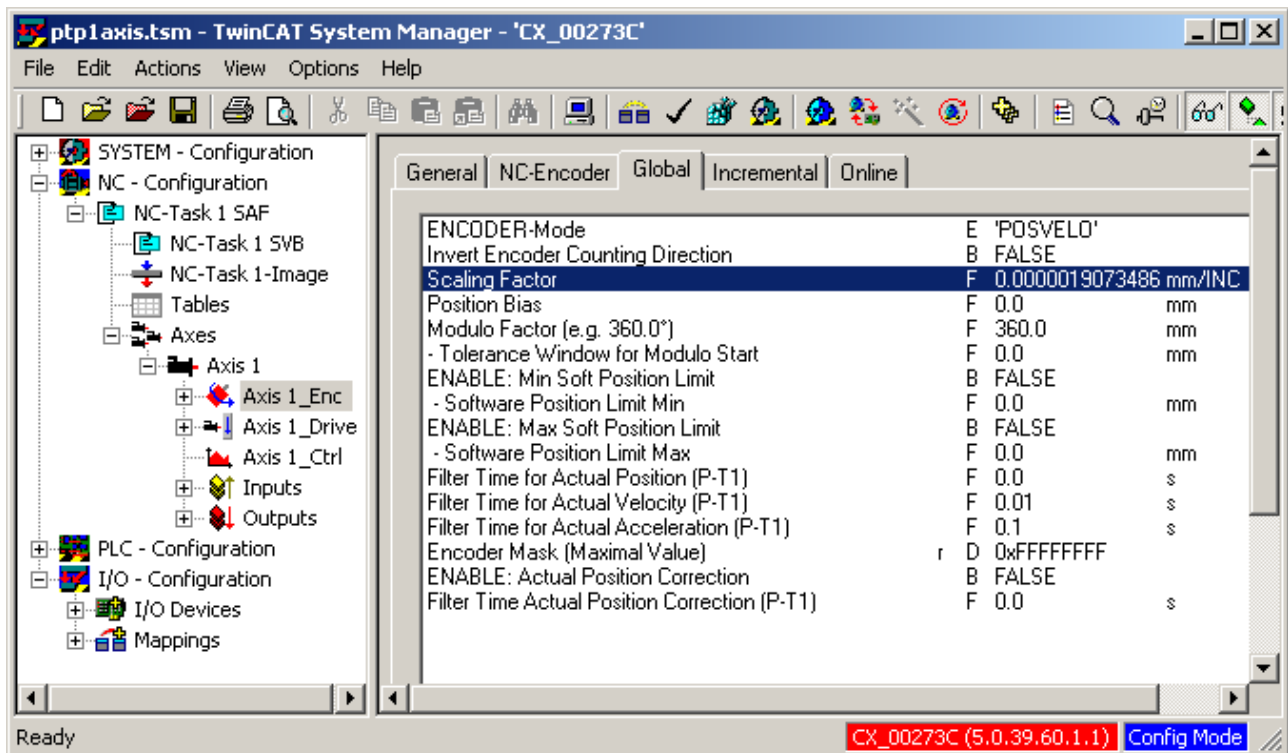 ptp1axis.tsm - TwinCAT System Manager - 'CX_00273C'
File Edit Actions View Options Help
SYSTEM - Configuration
NC - Configuration
NC-Task 1 SAF
NC-Task 1 SVB
NC-Task 1-Image
Tables
Axes
Axis 1
Axis 1_Enc
Axis 1_Drive
Axis 1_Ctrl
Inputs
Outputs
PLC - Configuration
I/O - Configuration
I/O Devices
Mappings
General NC-Encoder Global Incremental Online
ENCODER-Mode E 'POSVELO'
Invert Encoder Counting Direction B FALSE
Scaling Factor F 0.0000019073486 mm/INC
Position Bias F 0.0 mm
Modulo Factor (e.g. 360.0°) F 360.0 mm
- Tolerance Window for Modulo Start F 0.0 mm
ENABLE: Min Soft Position Limit B FALSE
- Software Position Limit Min F 0.0 mm
ENABLE: Max Soft Position Limit B FALSE
- Software Position Limit Max F 0.0 mm
Filter Time for Actual Position (P-T1) F 0.0 s
Filter Time for Actual Velocity (P-T1) F 0.01 s
Filter Time for Actual Acceleration (P-T1) F 0.1 s
Encoder Mask (Maximal Value) r D 0xFFFFFFFF
ENABLE: Actual Position Correction B FALSE
Filter Time Actual Position Correction (P-T1) F 0.0 s
Ready CX_00273C (5.0.39.60.1.1) Config Mode